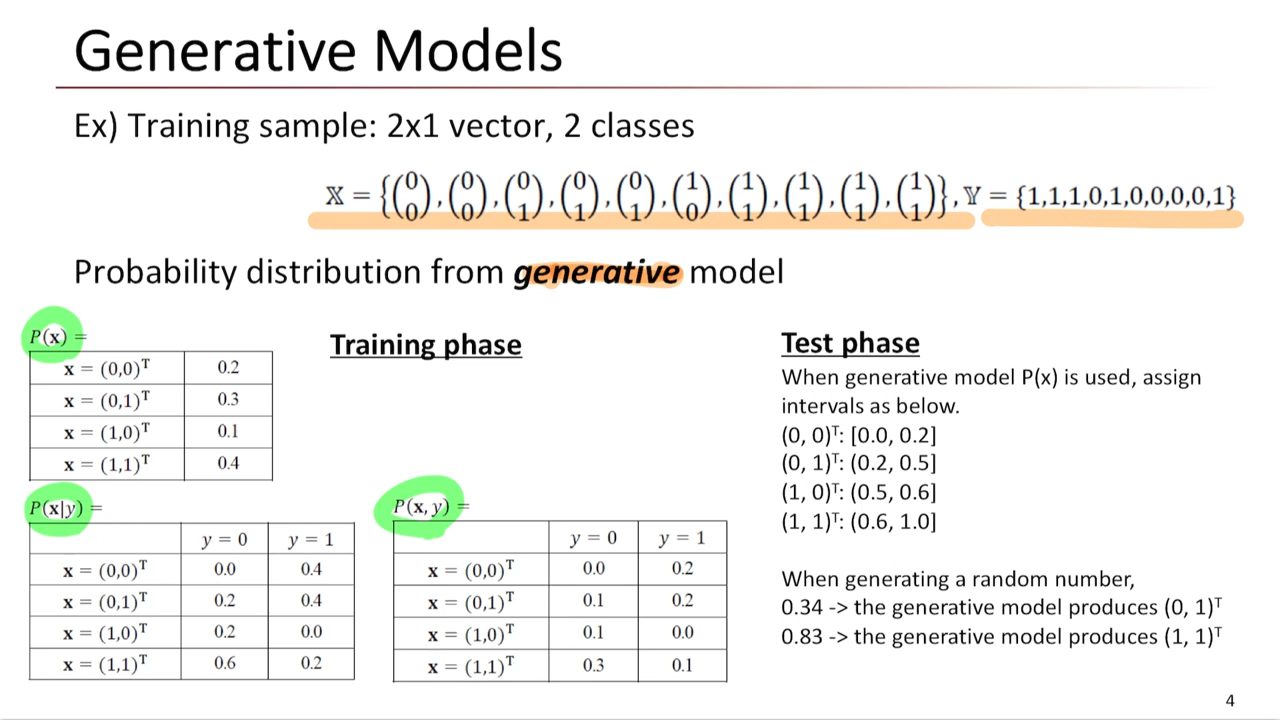 Generative Models
Ex) Training sample: 2x1 vector, 2 classes
𝕏 = {(0 0), (0 0), (0 1), (0 1), (0 1), (1 0), (1 1), (1 1), (1 1), (1 1)}, 𝕐 = {1,1,1,0,1,0,0,0,0,1}
Probability distribution from generative model
P(x) =
x = (0,0)ᵀ 0.2
x = (0,1)ᵀ 0.3
x = (1,0)ᵀ 0.1
x = (1,1)ᵀ 0.4
P(x|y) =
y = 0 y = 1
x = (0,0)ᵀ 0.0 0.4
x = (0,1)ᵀ 0.2 0.4
x = (1,0)ᵀ 0.2 0.0
x = (1,1)ᵀ 0.6 0.2
Training phase
P(x, y) =
y = 0 y = 1
x = (0,0)ᵀ 0.0 0.2
x = (0,1)ᵀ 0.1 0.2
x = (1,0)ᵀ 0.1 0.0
x = (1,1)ᵀ 0.3 0.1
Test phase
When generative model P(x) is used, assign
intervals as below.
(0, 0)ᵀ: [0.0, 0.2]
(0, 1)ᵀ: (0.2, 0.5]
(1, 0)ᵀ: (0.5, 0.6]
(1, 1)ᵀ: (0.6, 1.0]
When generating a random number,
0.34 -> the generative model produces (0, 1)ᵀ
0.83 -> the generative model produces (1, 1)ᵀ
4